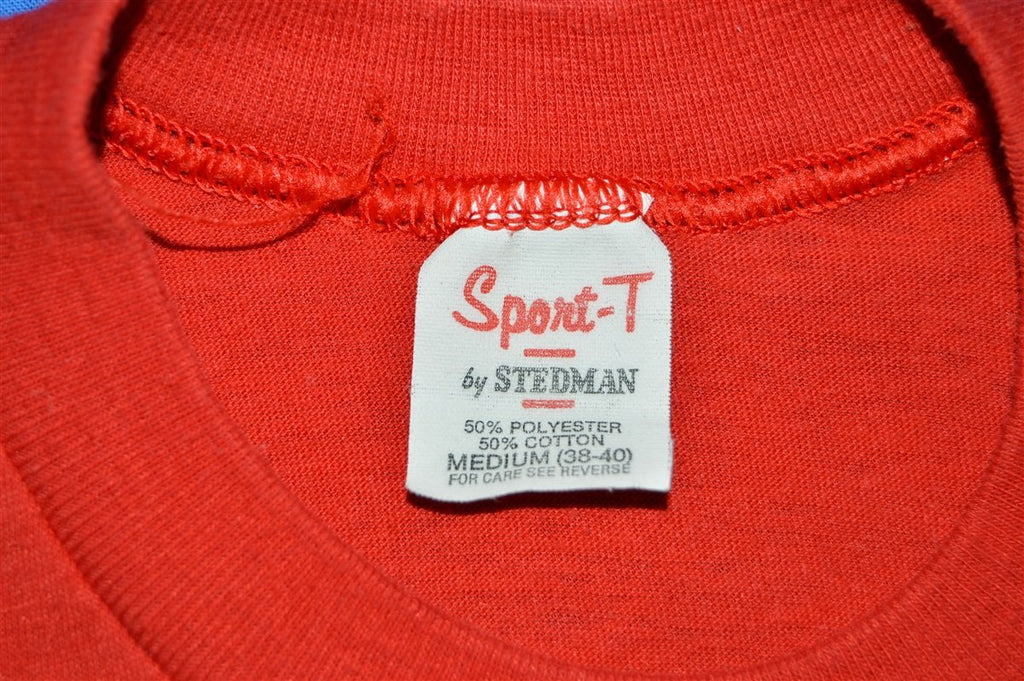 Sport-T
by STEDMAN
50% POLYESTER
50% COTTON
MEDIUM (38-40)
FOR CARE SEE REVERSE